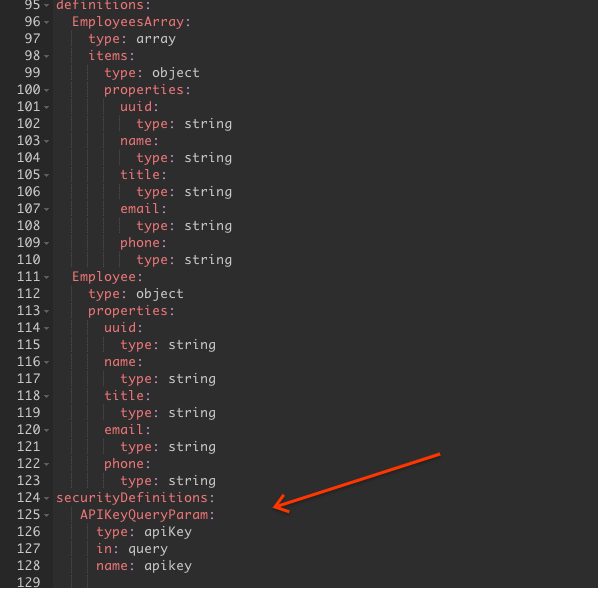 95 definitions:
96 EmployeesArray:
97 type: array
98 items:
99 type: object
100 properties:
101 uuid:
102 type: string
103 name:
104 type: string
105 title:
106 type: string
107 email:
108 type: string
109 phone:
110 type: string
111 Employee:
112 type: object
113 properties:
114 uuid:
115 type: string
116 name:
117 type: string
118 title:
119 type: string
120 email:
121 type: string
122 phone:
123 type: string
124 securityDefinitions:
125 APIKeyQueryParam:
126 type: apiKey
127 in: query
128 name: apikey
129